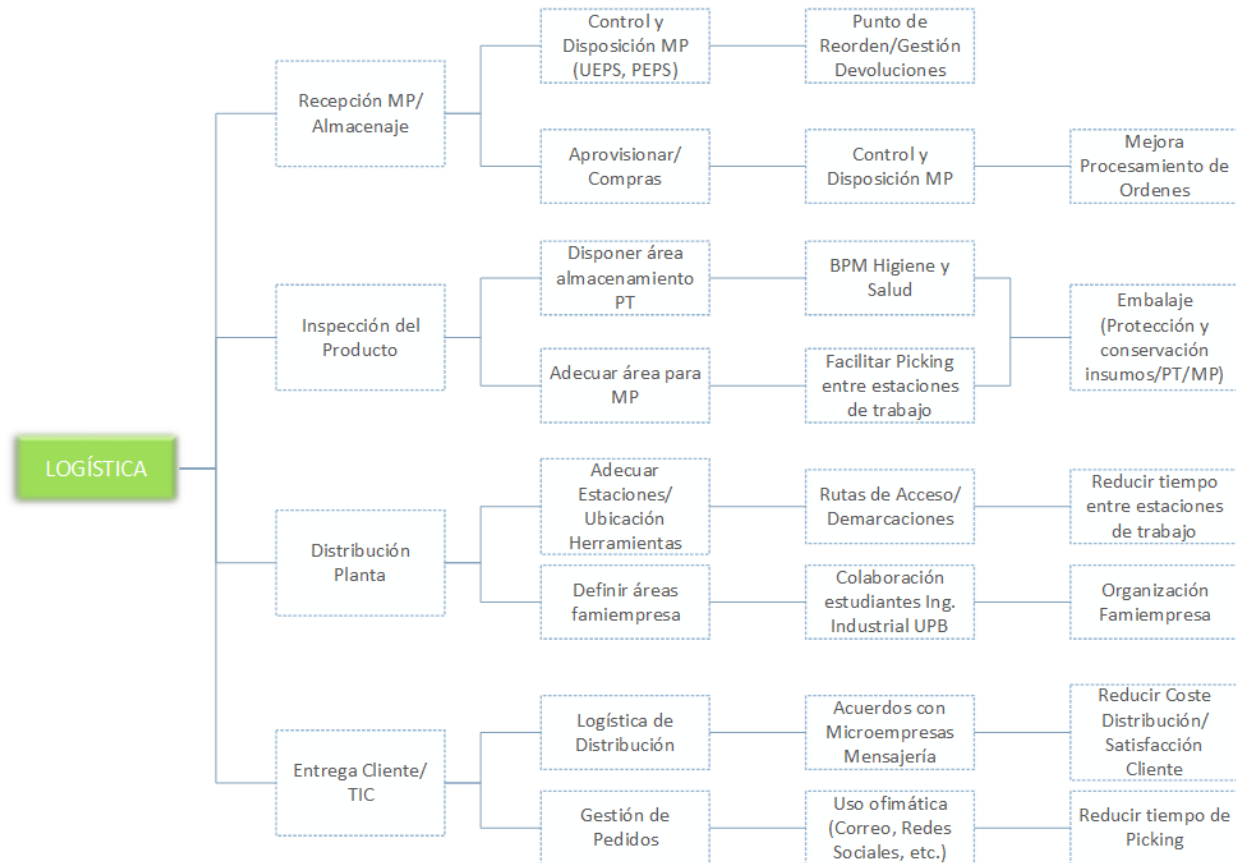 LOGÍSTICA
Recepción MP/
Almacenaje
Control y
Disposición MP
(UEPS, PEPS)
Punto de
Reorden/Gestión
Devoluciones
Aprovisionar/
Compras
Control y
Disposición MP
Mejora
Procesamiento de
Ordenes
Inspección del
Producto
Disponer área
almacenamiento
PT
BPM Higiene y
Salud
Adecuar área para
MP
Facilitar Picking
entre estaciones
de trabajo
Embalaje
(Protección y
conservación
insumos/PT/MP)
Distribución
Planta
Adecuar
Estaciones/
Ubicación
Herramientas
Rutas de Acceso/
Demarcaciones
Reducir tiempo
entre estaciones
de trabajo
Definir áreas
famiempresa
Colaboración
estudiantes Ing.
Industrial UPB
Organización
Famiempresa
Entrega Cliente/
TIC
Logística de
Distribución
Acuerdos con
Microempresas
Mensajería
Reducir Coste
Distribución/
Satisfacción
Cliente
Gestión de
Pedidos
Uso ofimática
(Correo, Redes
Sociales, etc.)
Reducir tiempo de
Picking